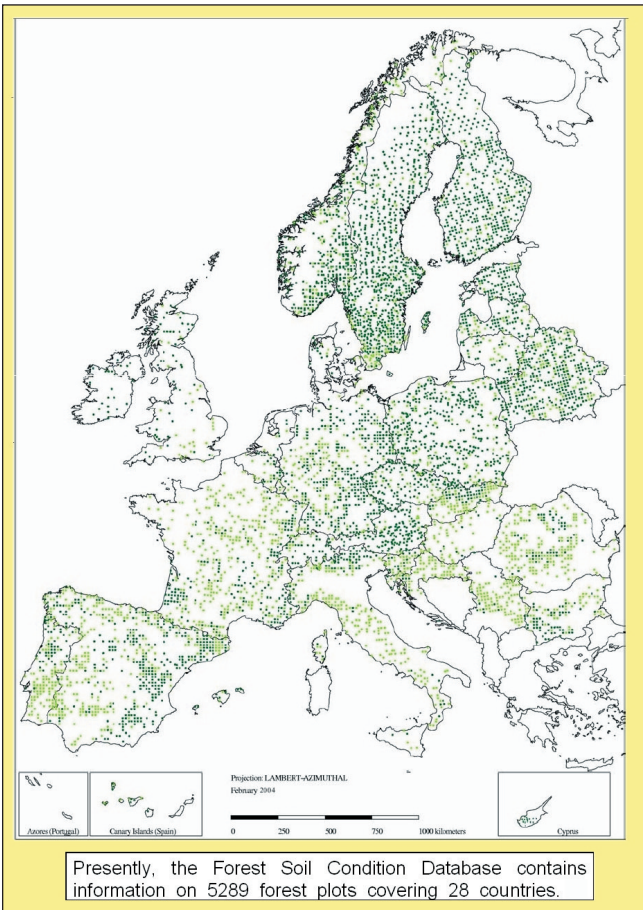 Projection: LAMBERT-AZIMUTHAL
February 2004
0 250 500 750 1000 kilometers
Azores (Portugal)
Canary Islands (Spain)
Cyprus
Presently, the Forest Soil Condition Database contains
information on 5289 forest plots covering 28 countries.